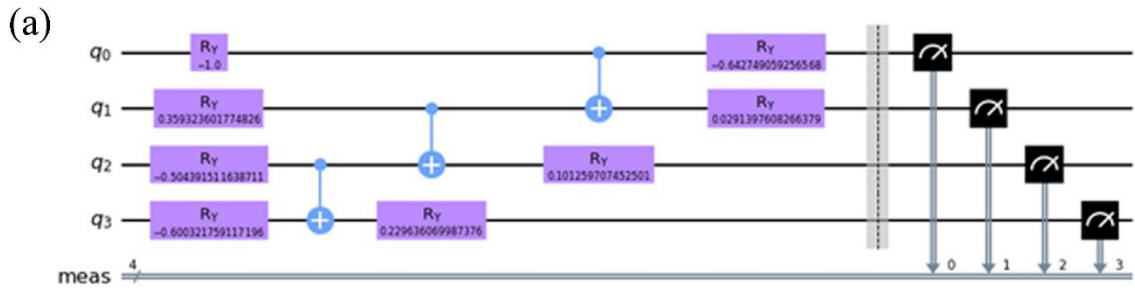 (a)
q0 RY RY
−1.0 −0.642749059256568
q1 RY RY
0.359323601774826 0.0291397608266379
q2 RY RY
−0.504391511638711 0.101259707452501
q3 RY RY
−0.600321759117196 0.229636069987376
meas 4 0 1 2 3